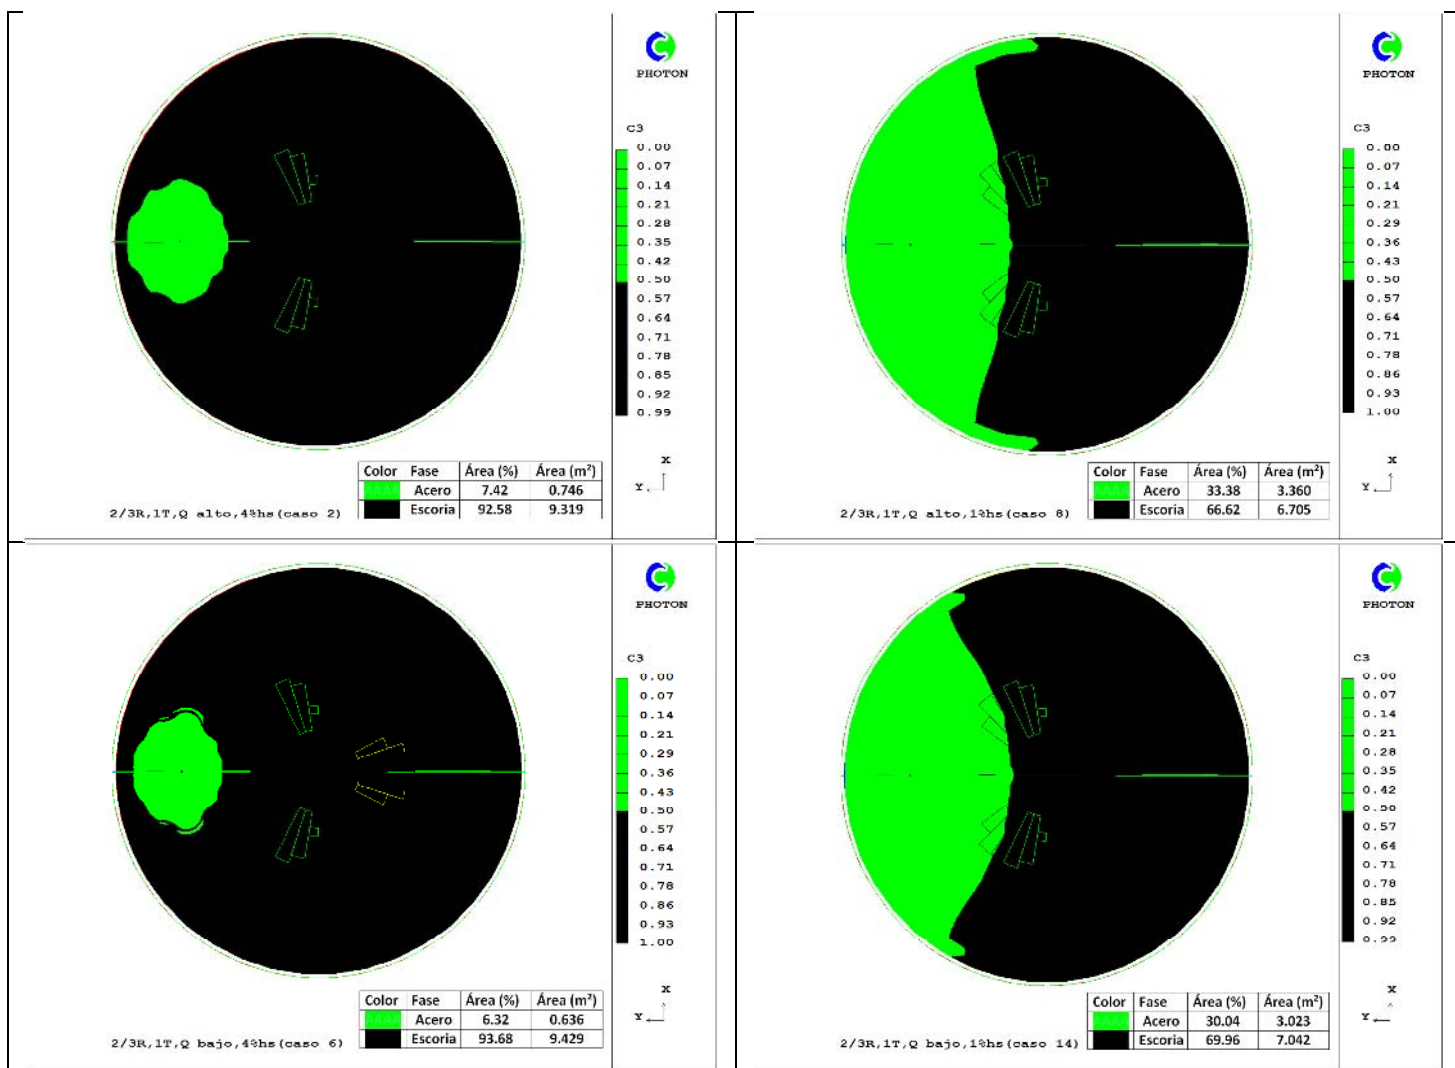 PHOTON
C3
0.00
0.07
0.14
0.21
0.28
0.35
0.42
0.50
0.57
0.64
0.71
0.78
0.85
0.92
0.99
X
Y
Color Fase Área (%) Área (m²)
Acero 7.42 0.746
Escoria 92.58 9.319
2/3R,1T,Q alto,4%hs(caso 2)
PHOTON
C3
0.00
0.07
0.14
0.21
0.29
0.36
0.43
0.50
0.57
0.64
0.71
0.78
0.86
0.93
1.00
X
Y
Color Fase Área (%) Área (m²)
Acero 33.38 3.360
Escoria 66.62 6.705
2/3R,1T,Q alto,1%hs(caso 8)
PHOTON
C3
0.00
0.07
0.14
0.21
0.29
0.36
0.43
0.50
0.57
0.64
0.71
0.78
0.86
0.93
1.00
X
Y
Color Fase Área (%) Área (m²)
Acero 6.32 0.636
Escoria 93.68 9.429
2/3R,1T,Q bajo,4%hs(caso 6)
PHOTON
C3
0.00
0.07
0.14
0.21
0.28
0.35
0.42
0.50
0.57
0.64
0.71
0.78
0.85
0.92
0.99
X
Y
Color Fase Área (%) Área (m²)
Acero 30.04 3.023
Escoria 69.96 7.042
2/3R,1T,Q bajo,1%hs(caso 14)